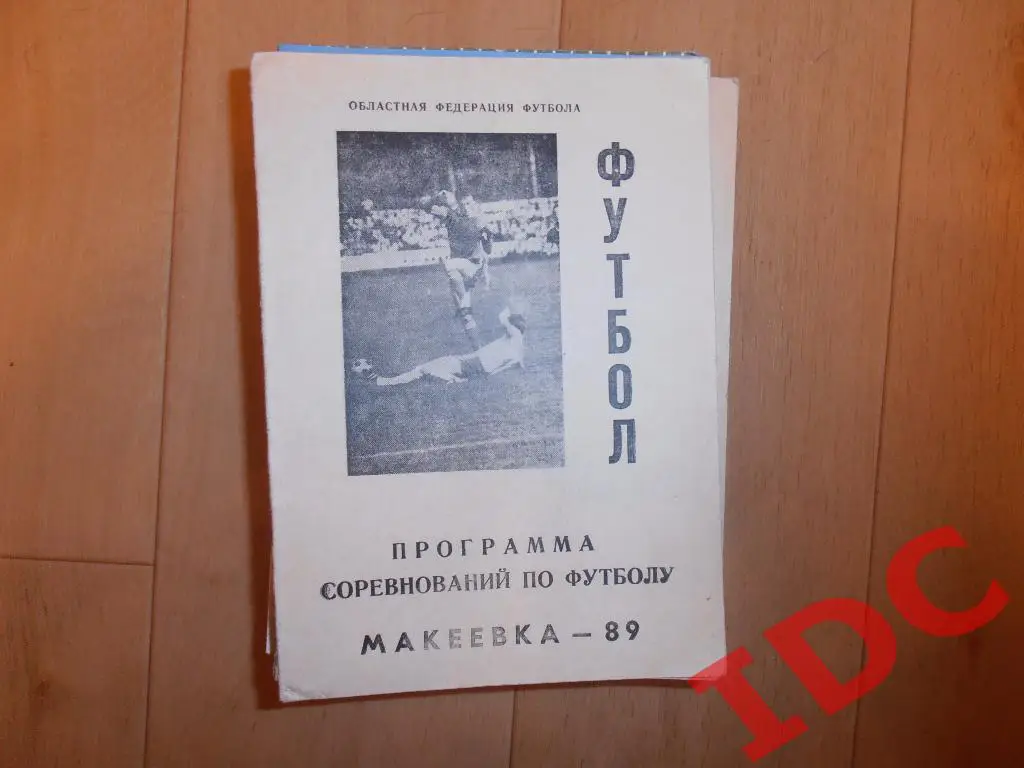 ОБЛАСТНАЯ ФЕДЕРАЦИЯ ФУТБОЛА
ФУТБОЛ
ПРОГРАММА
СОРЕВНОВАНИЙ ПО ФУТБОЛУ
МАКЕЕВКА — 89
IDC